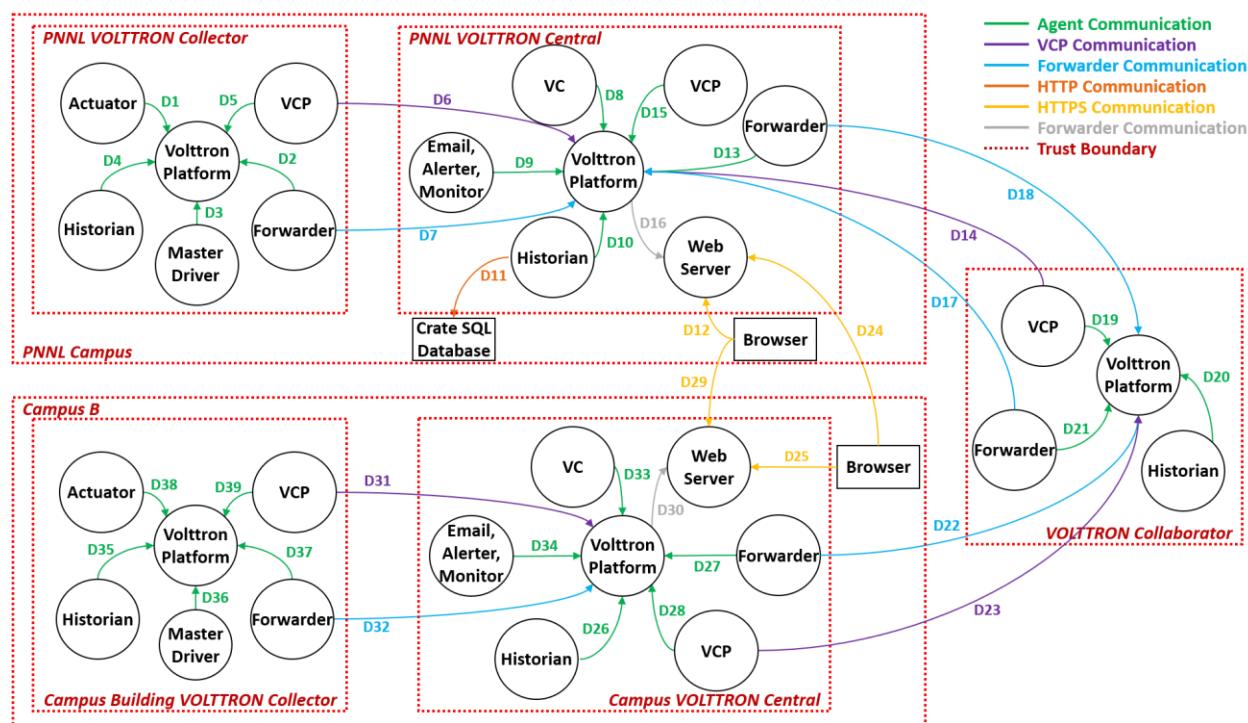 PNNL VOLTTRON Collector
Actuator
D1
D5
VCP
Volttron
Platform
D4
D2
Historian
D3
Forwarder
Master
Driver
D6
D7
PNNL VOLTTRON Central
VC
D8
D15
VCP
Forwarder
Email,
Alerter,
Monitor
D9
Volttron
Platform
D13
D10
D16
Historian
D11
Web
Server
Crate SQL
Database
D12
Browser
PNNL Campus
D24
D29
D18
D14
D17
Agent Communication
VCP Communication
Forwarder Communication
HTTP Communication
HTTPS Communication
Forwarder Communication
Trust Boundary
VCP
D19
Volttron
Platform
D20
D21
Forwarder
Historian
VOLTTRON Collaborator
D22
D23
Campus B
Actuator
D38
D39
VCP
Volttron
Platform
D35
D37
D36
Historian
Master
Driver
Forwarder
Campus Building VOLTTRON Collector
D31
D32
VC
D33
Web
Server
D25
Browser
D30
Email,
Alerter,
Monitor
D34
Volttron
Platform
D27
Forwarder
D26
D28
Historian
VCP
Campus VOLTTRON Central